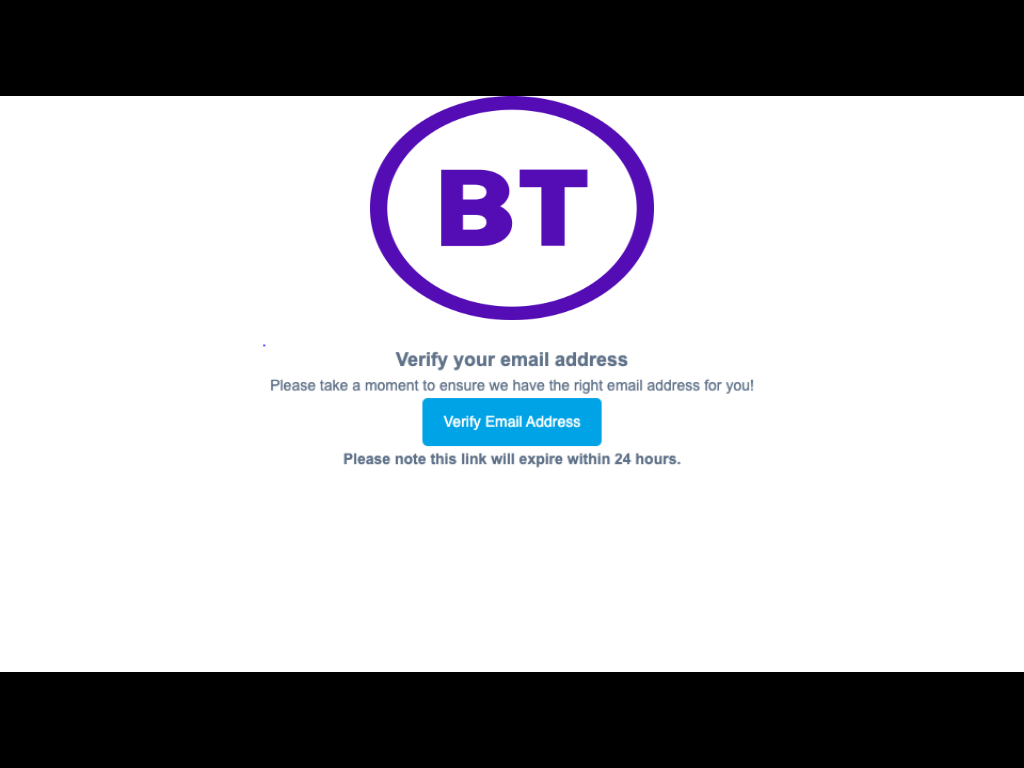 BT
Verify your email address
Please take a moment to ensure we have the right email address for you!
Verify Email Address
Please note this link will expire within 24 hours.